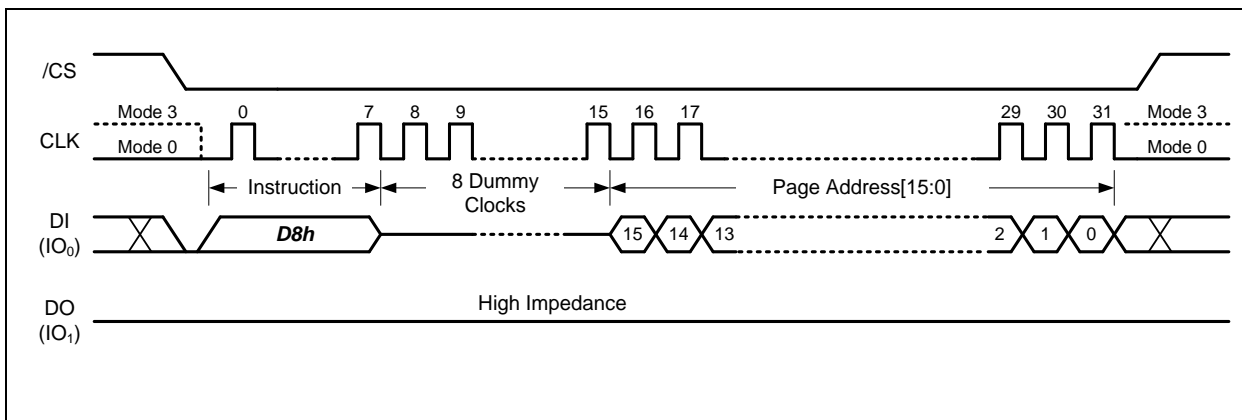 /CS
Mode 3 0 7 8 9 15 16 17 29 30 31 Mode 3
CLK
Mode 0 Mode 0
Instruction 8 Dummy Page Address[15:0]
Clocks
DI D8h 15 14 13 2 1 0
(IO₀)
High Impedance
DO
(IO₁)